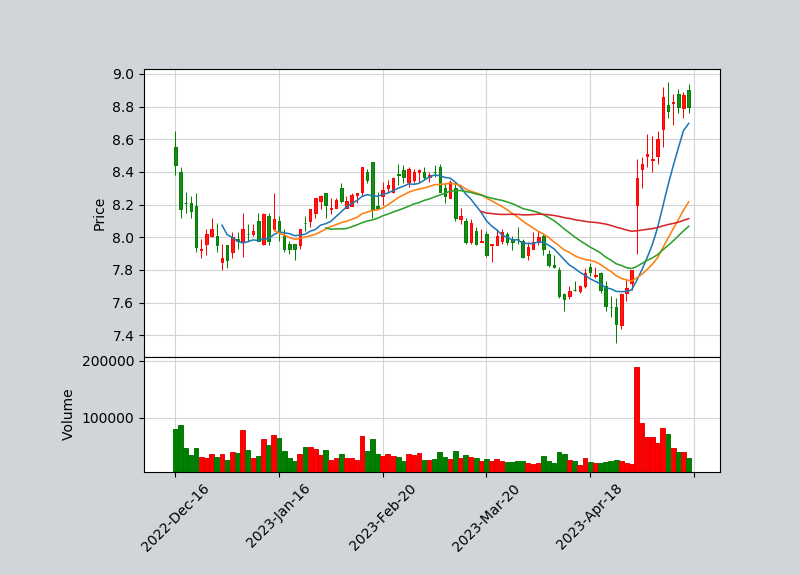 9.0
8.8
8.6
8.4
8.2
8.0
7.8
7.6
7.4
Price
200000
100000
Volume
2022-Dec-16
2023-Jan-16
2023-Feb-20
2023-Mar-20
2023-Apr-18